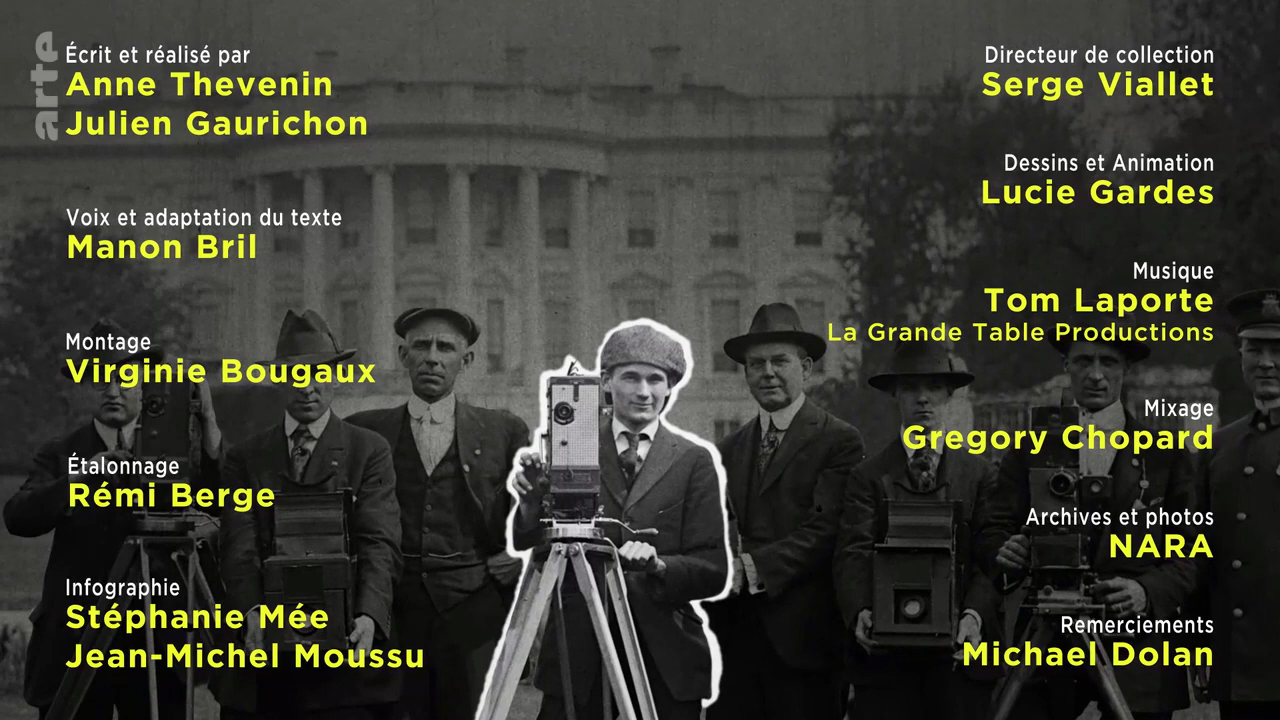 arte
Écrit et réalisé par
Anne Thevenin
Julien Gaurichon
Voix et adaptation du texte
Manon Bril
Montage
Virginie Bougaux
Étalonnage
Rémi Berge
Infographie
Stéphanie Mée
Jean-Michel Moussu
Directeur de collection
Serge Viallet
Dessins et Animation
Lucie Gardes
Musique
Tom Laporte
La Grande Table Productions
Mixage
Gregory Chopard
Archives et photos
NARA
Remerciements
Michael Dolan